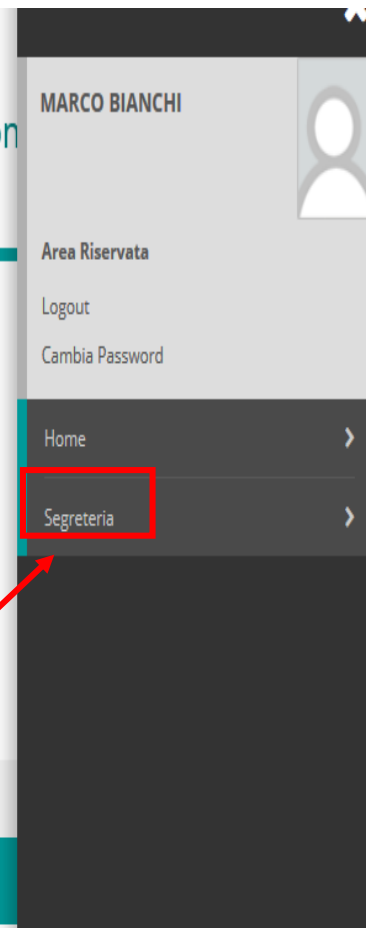 MARCO BIANCHI
Area Riservata
Logout
Cambia Password
Home
Segreteria